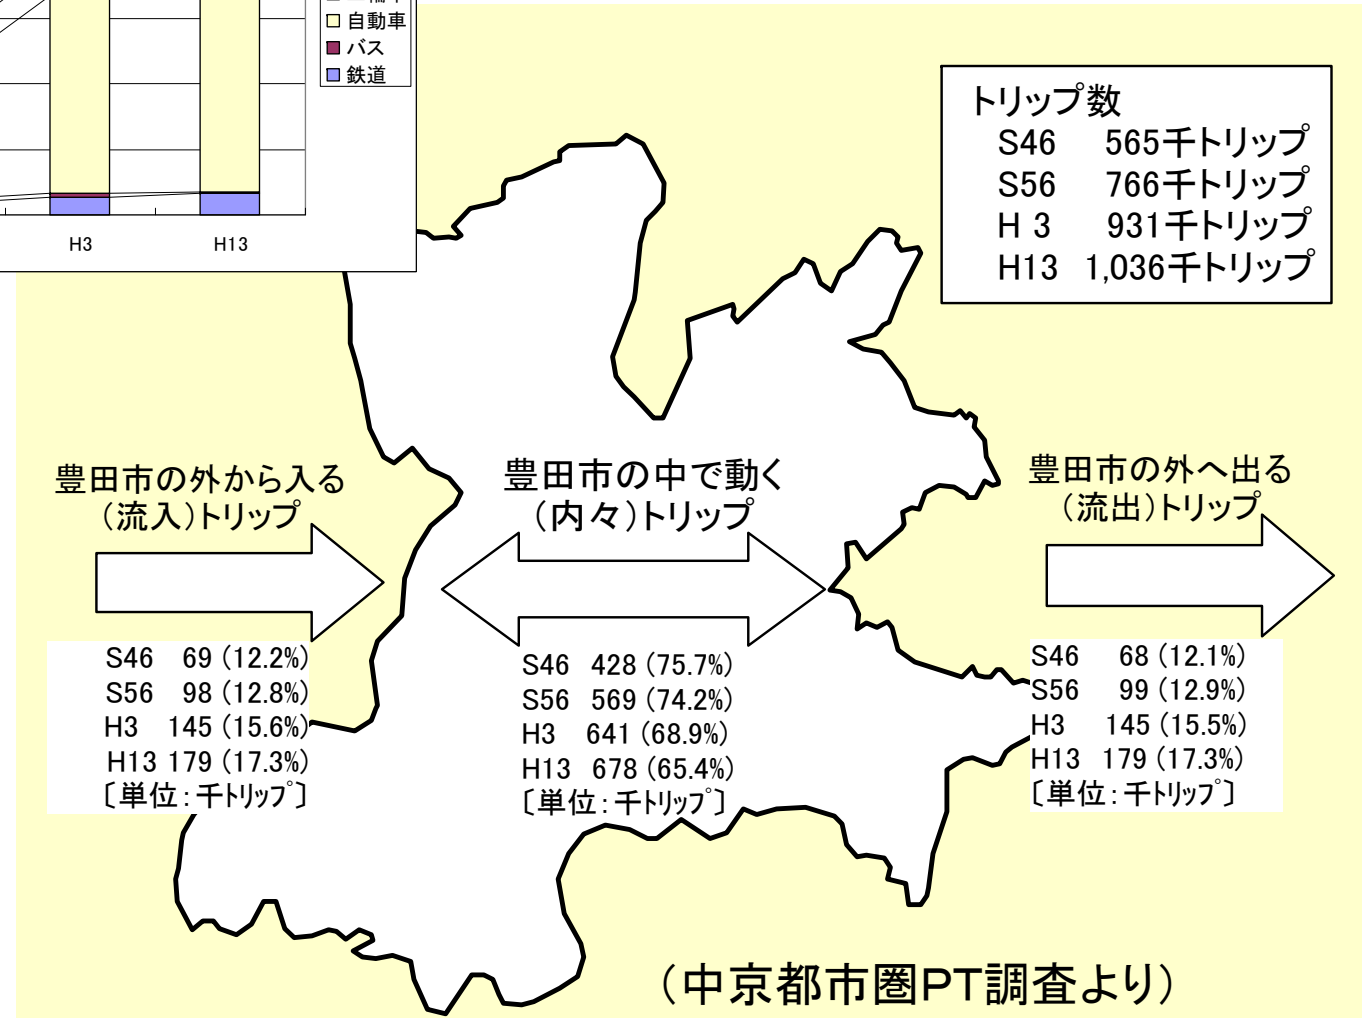 自動車
バス
鉄道
H3 H13
トリップ数
S46 565千トリップ
S56 766千トリップ
H 3 931千トリップ
H13 1,036千トリップ
豊田市の外から入る
（流入）トリップ
S46 69 (12.2%)
S56 98 (12.8%)
H3 145 (15.6%)
H13 179 (17.3%)
〔単位：千トリップ〕
豊田市の中で動く
（内々）トリップ
S46 428 (75.7%)
S56 569 (74.2%)
H3 641 (68.9%)
H13 678 (65.4%)
〔単位：千トリップ〕
豊田市の外へ出る
（流出）トリップ
S46 68 (12.1%)
S56 99 (12.9%)
H3 145 (15.5%)
H13 179 (17.3%)
〔単位：千トリップ〕
（中京都市圏PT調査より）